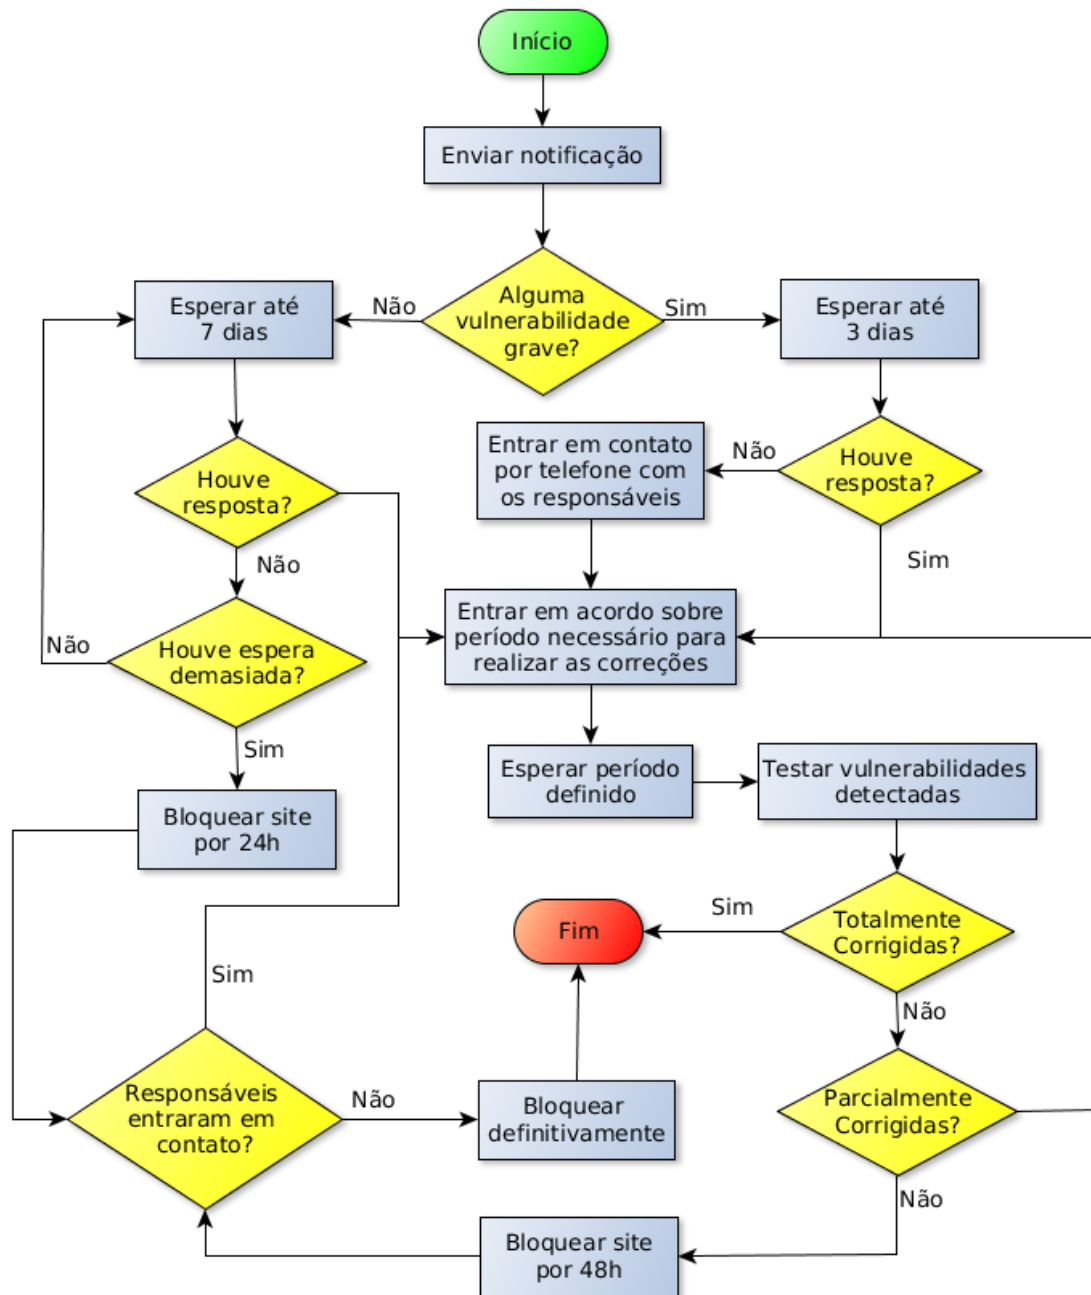 Início
Enviar notificação
Alguma
vulnerabilidade
grave?
Não
Sim
Esperar até
7 dias
Esperar até
3 dias
Houve
resposta?
Não
Houve espera
demasiada?
Não
Sim
Bloquear site
por 24h
Houve
resposta?
Não
Sim
Entrar em contato
por telefone com
os responsáveis
Entrar em acordo sobre
período necessário para
realizar as correções
Esperar período
definido
Testar vulnerabilidades
detectadas
Totalmente
Corrigidas?
Sim
Não
Fim
Parcialmente
Corrigidas?
Não
Responsáveis
entraram em
contato?
Sim
Não
Bloquear
definitivamente
Bloquear site
por 48h